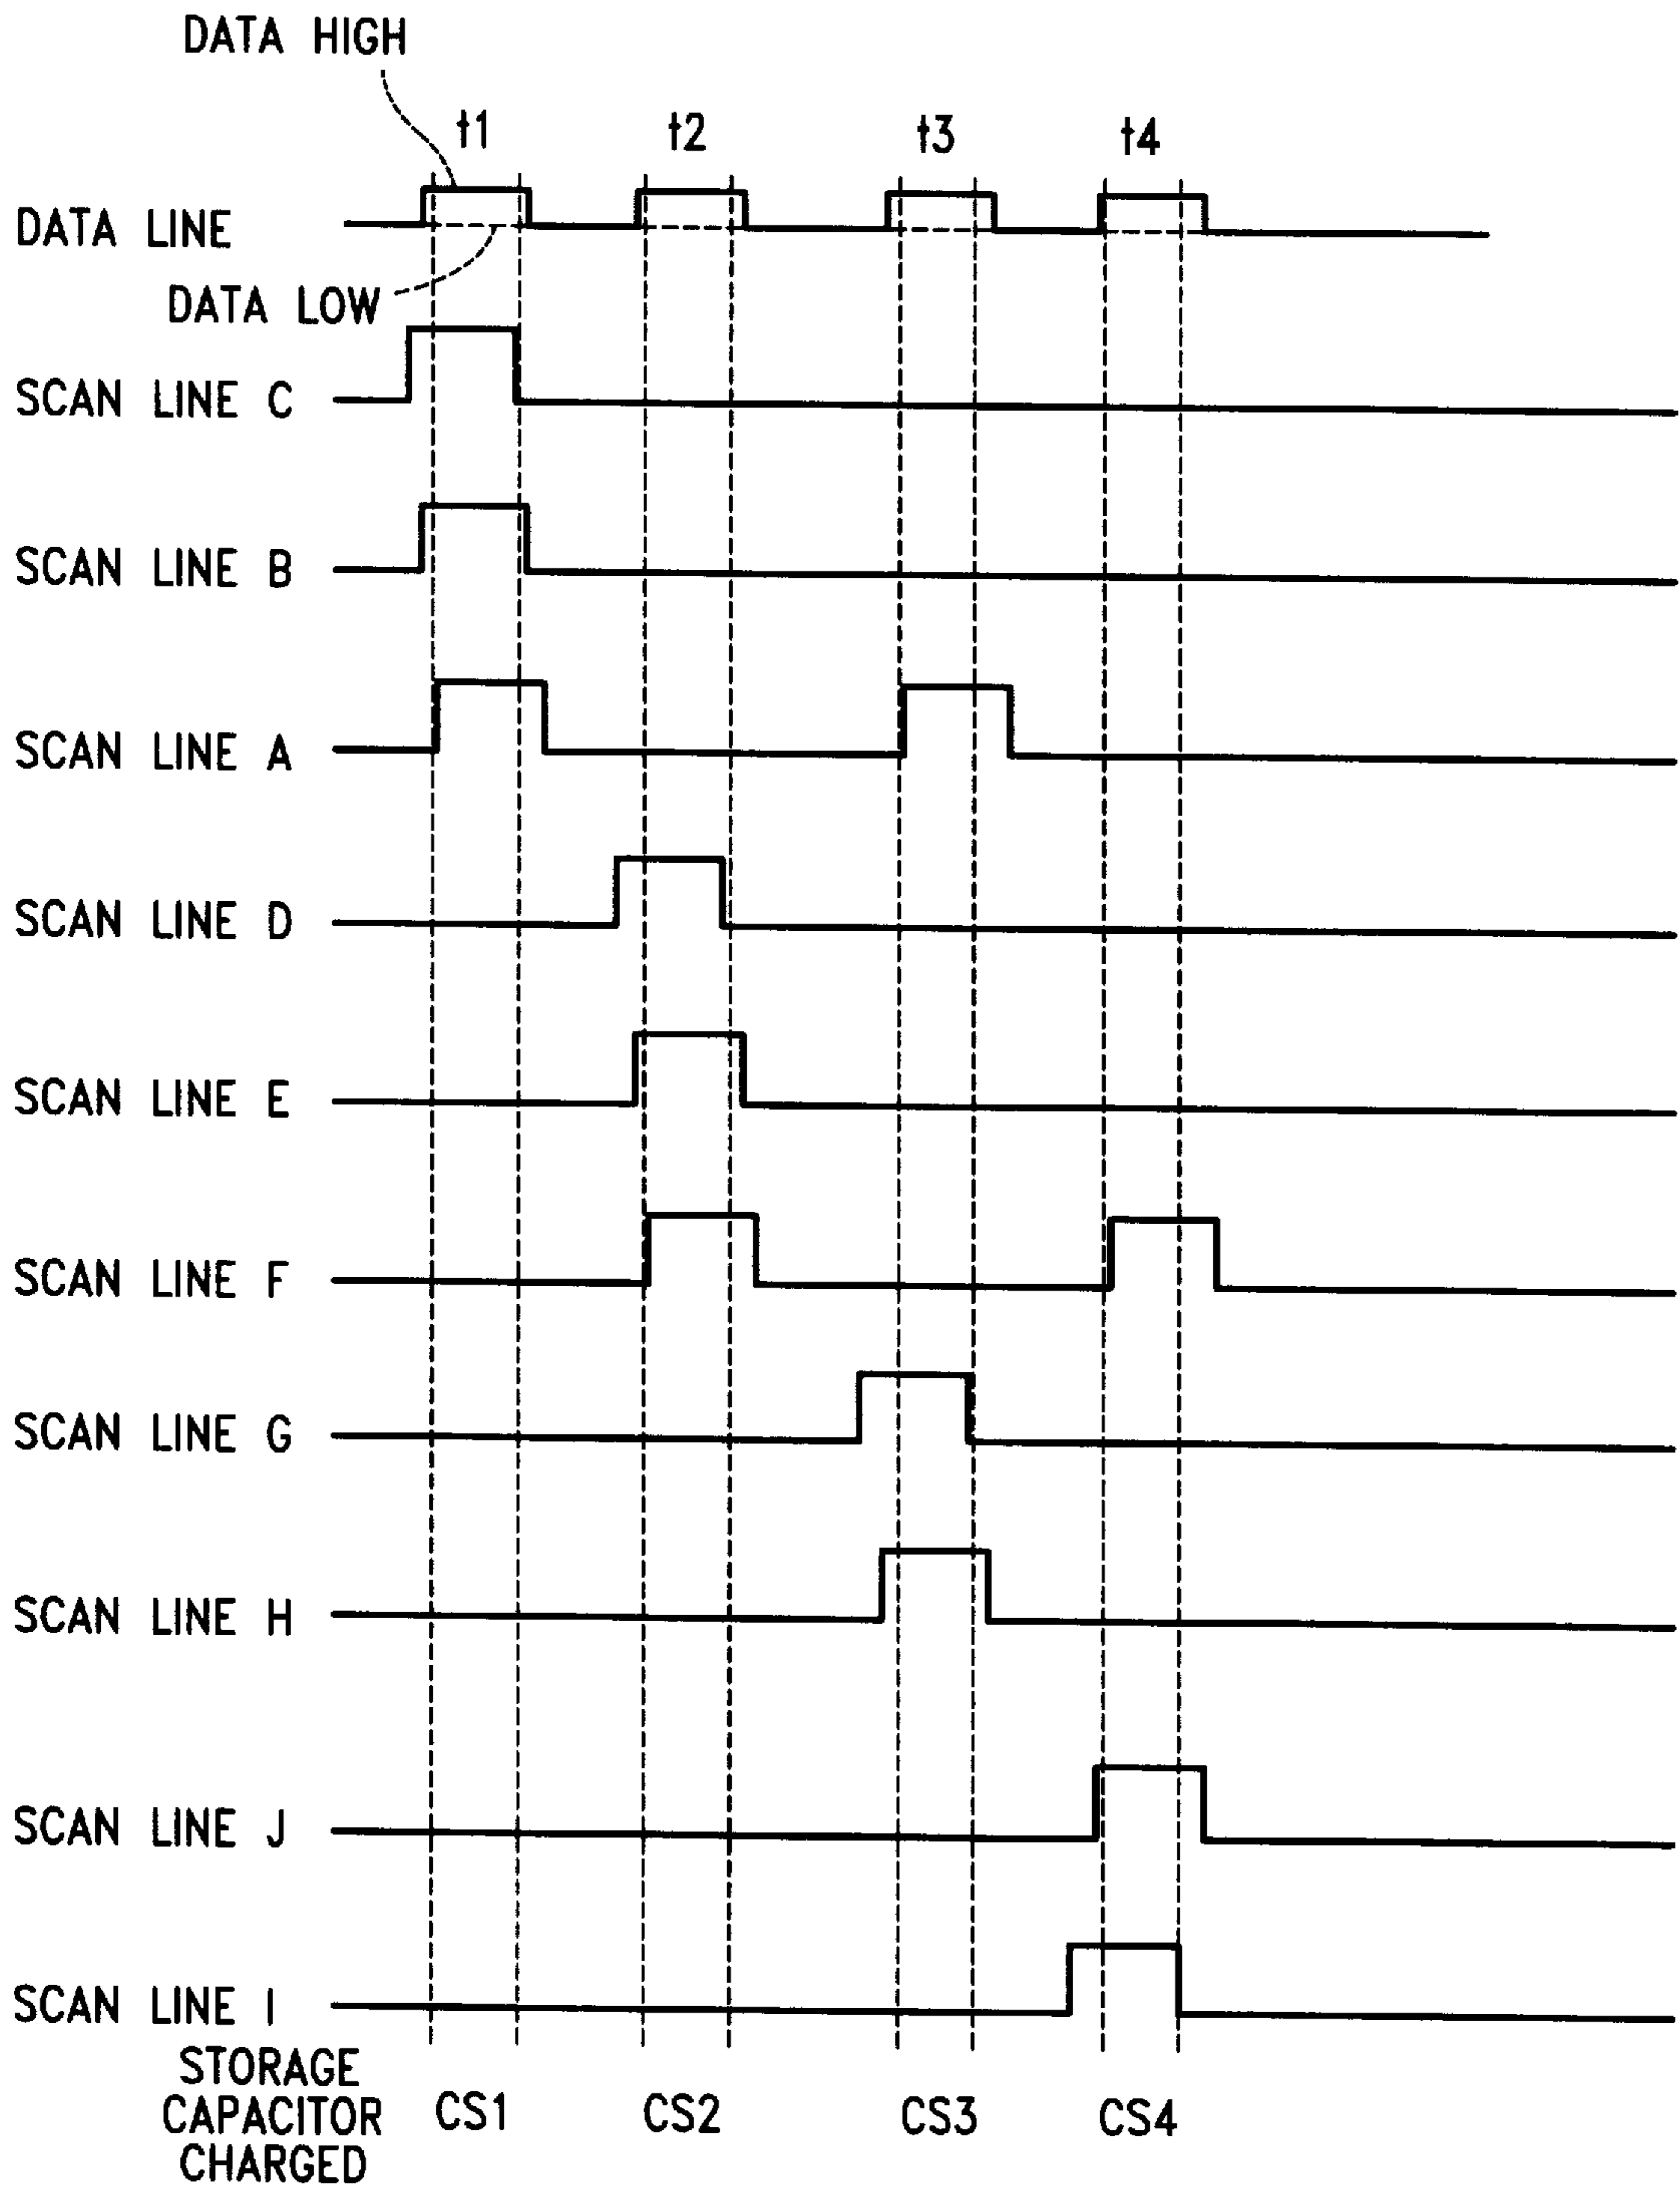 DATA HIGH
t1 t2 t3 t4
DATA LINE
DATA LOW
SCAN LINE C
SCAN LINE B
SCAN LINE A
SCAN LINE D
SCAN LINE E
SCAN LINE F
SCAN LINE G
SCAN LINE H
SCAN LINE J
SCAN LINE I
STORAGE
CAPACITOR
CHARGED
CS1 CS2 CS3 CS4